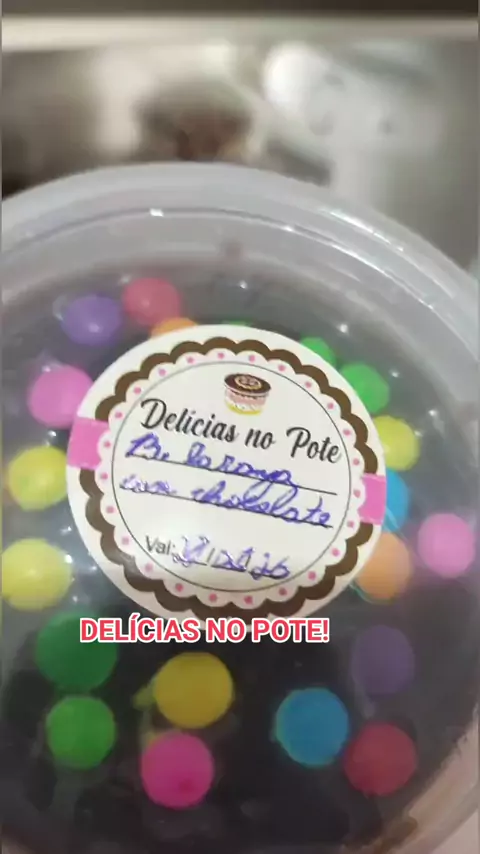 Delícias no Pote
B. laranja
com chocolate
Val:
DELÍCIAS NO POTE!